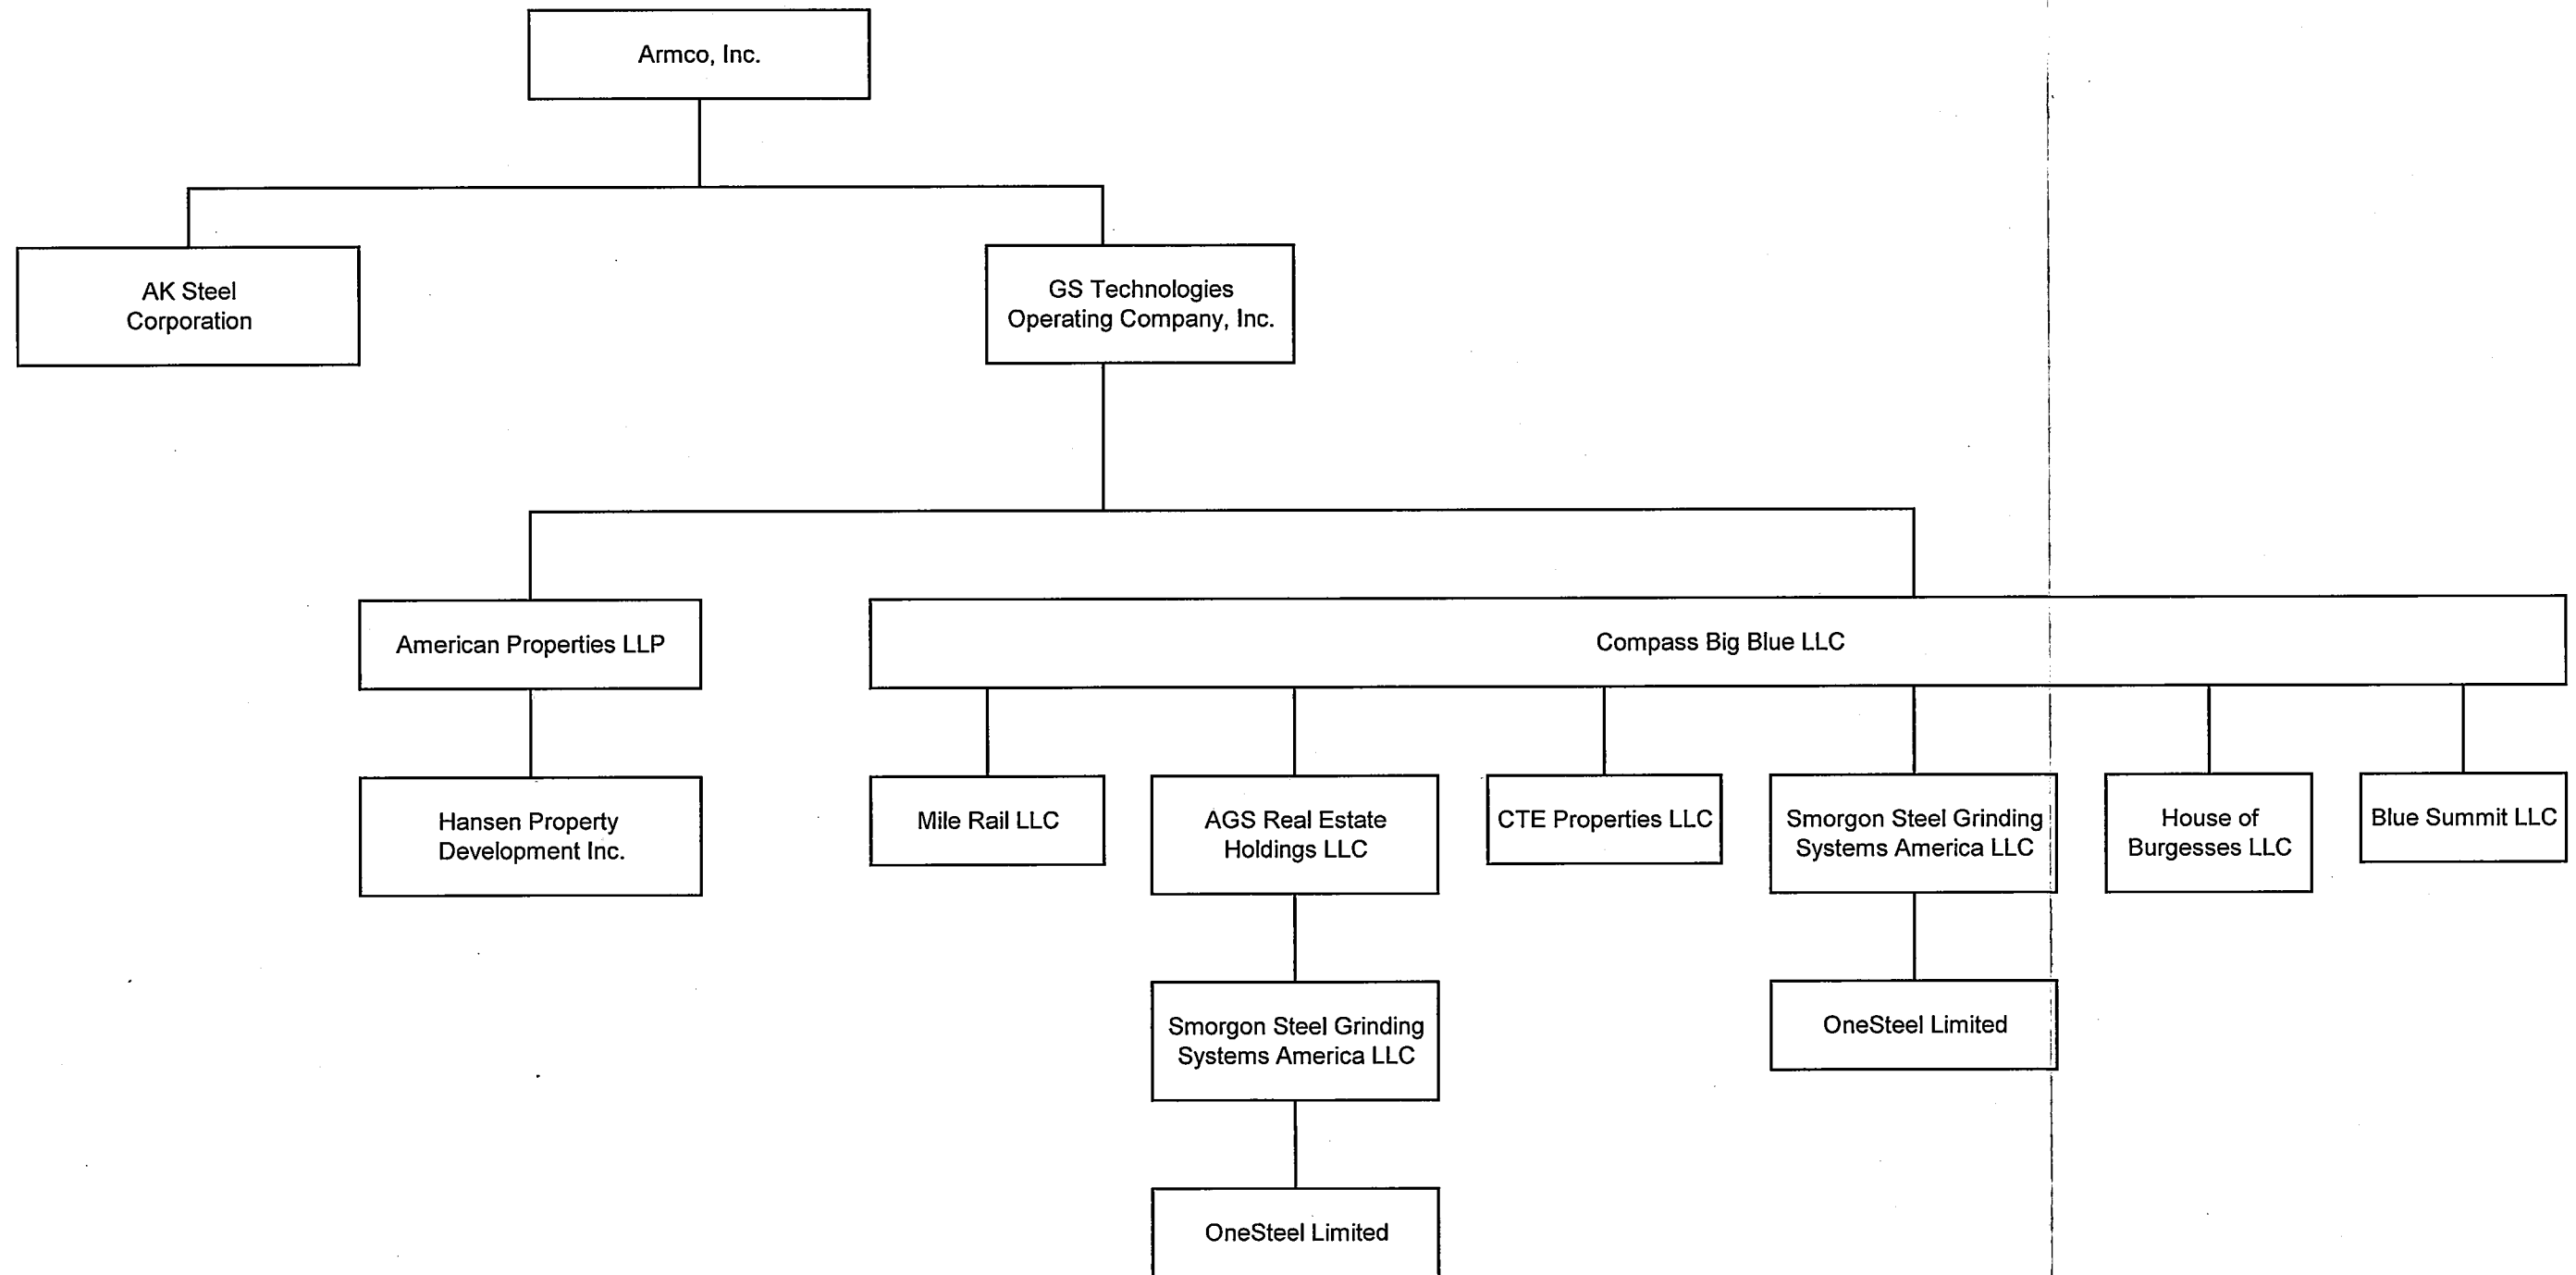 Armco, Inc.
AK Steel
Corporation
GS Technologies
Operating Company, Inc.
American Properties LLP
Compass Big Blue LLC
Hansen Property
Development Inc.
Mile Rail LLC
AGS Real Estate
Holdings LLC
CTE Properties LLC
Smorgon Steel Grinding
Systems America LLC
House of
Burgesses LLC
Blue Summit LLC
Smorgon Steel Grinding
Systems America LLC
OneSteel Limited
OneSteel Limited